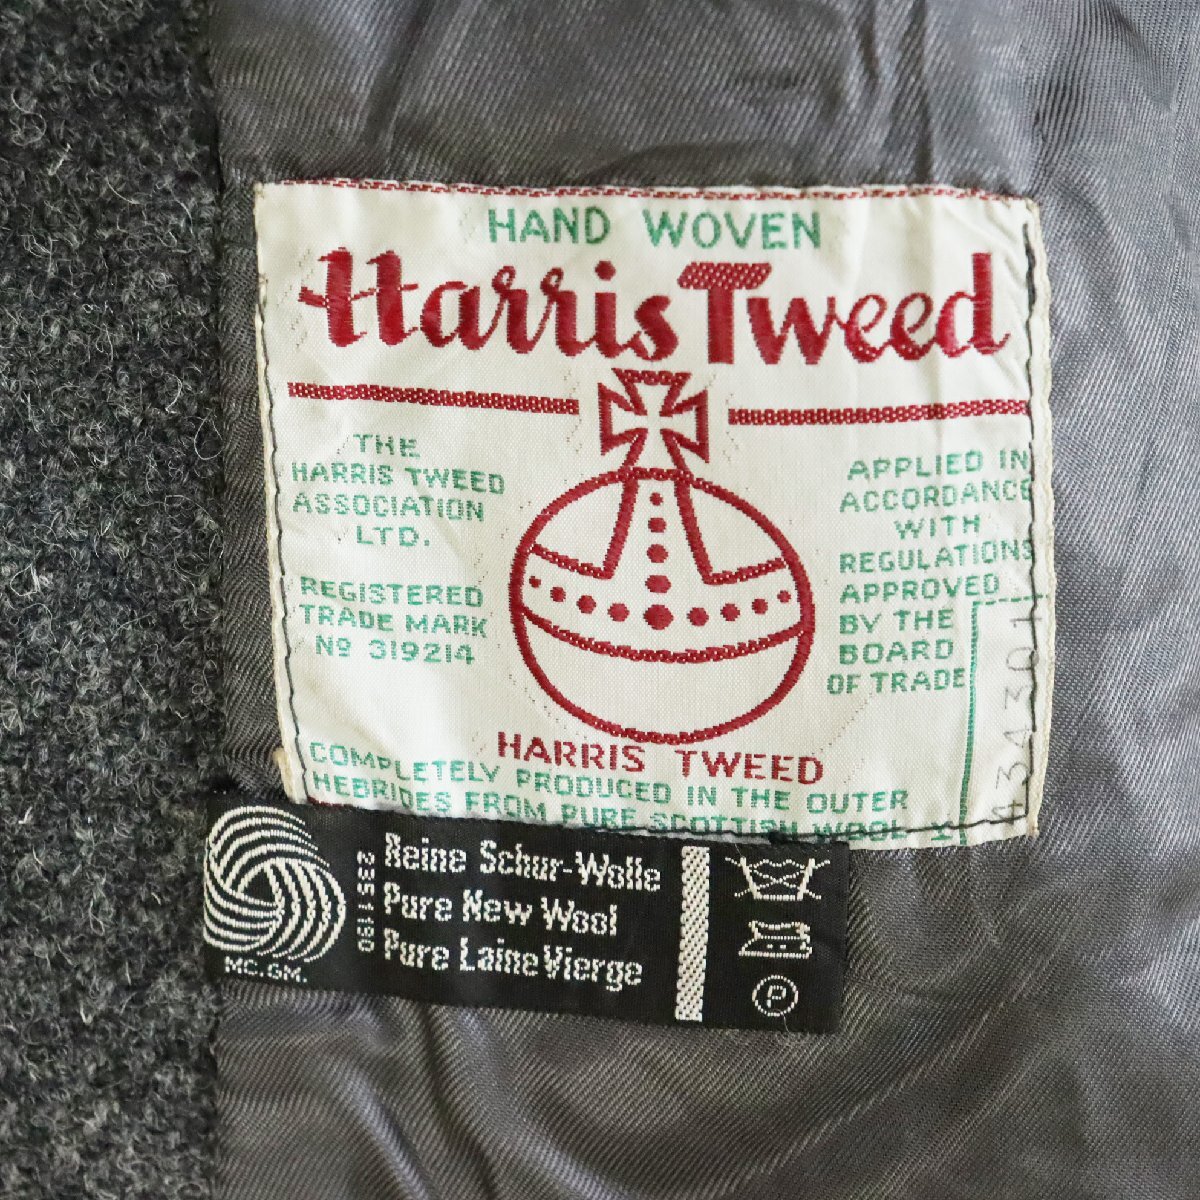 HAND WOVEN
Harris Tweed
THE
HARRIS TWEED
ASSOCIATION
LTD.
REGISTERED
TRADE MARK
Nº 319214
APPLIED IN
ACCORDANCE
WITH
REGULATIONS
APPROVED
BY THE
BOARD
OF TRADE
HARRIS TWEED
COMPLETELY PRODUCED IN THE OUTER
HEBRIDES FROM PURE SCOTTISH WOOL
MC.GM.
2351190
Reine Schur-Wolle
Pure New Wool
Pure Laine Vierge
P